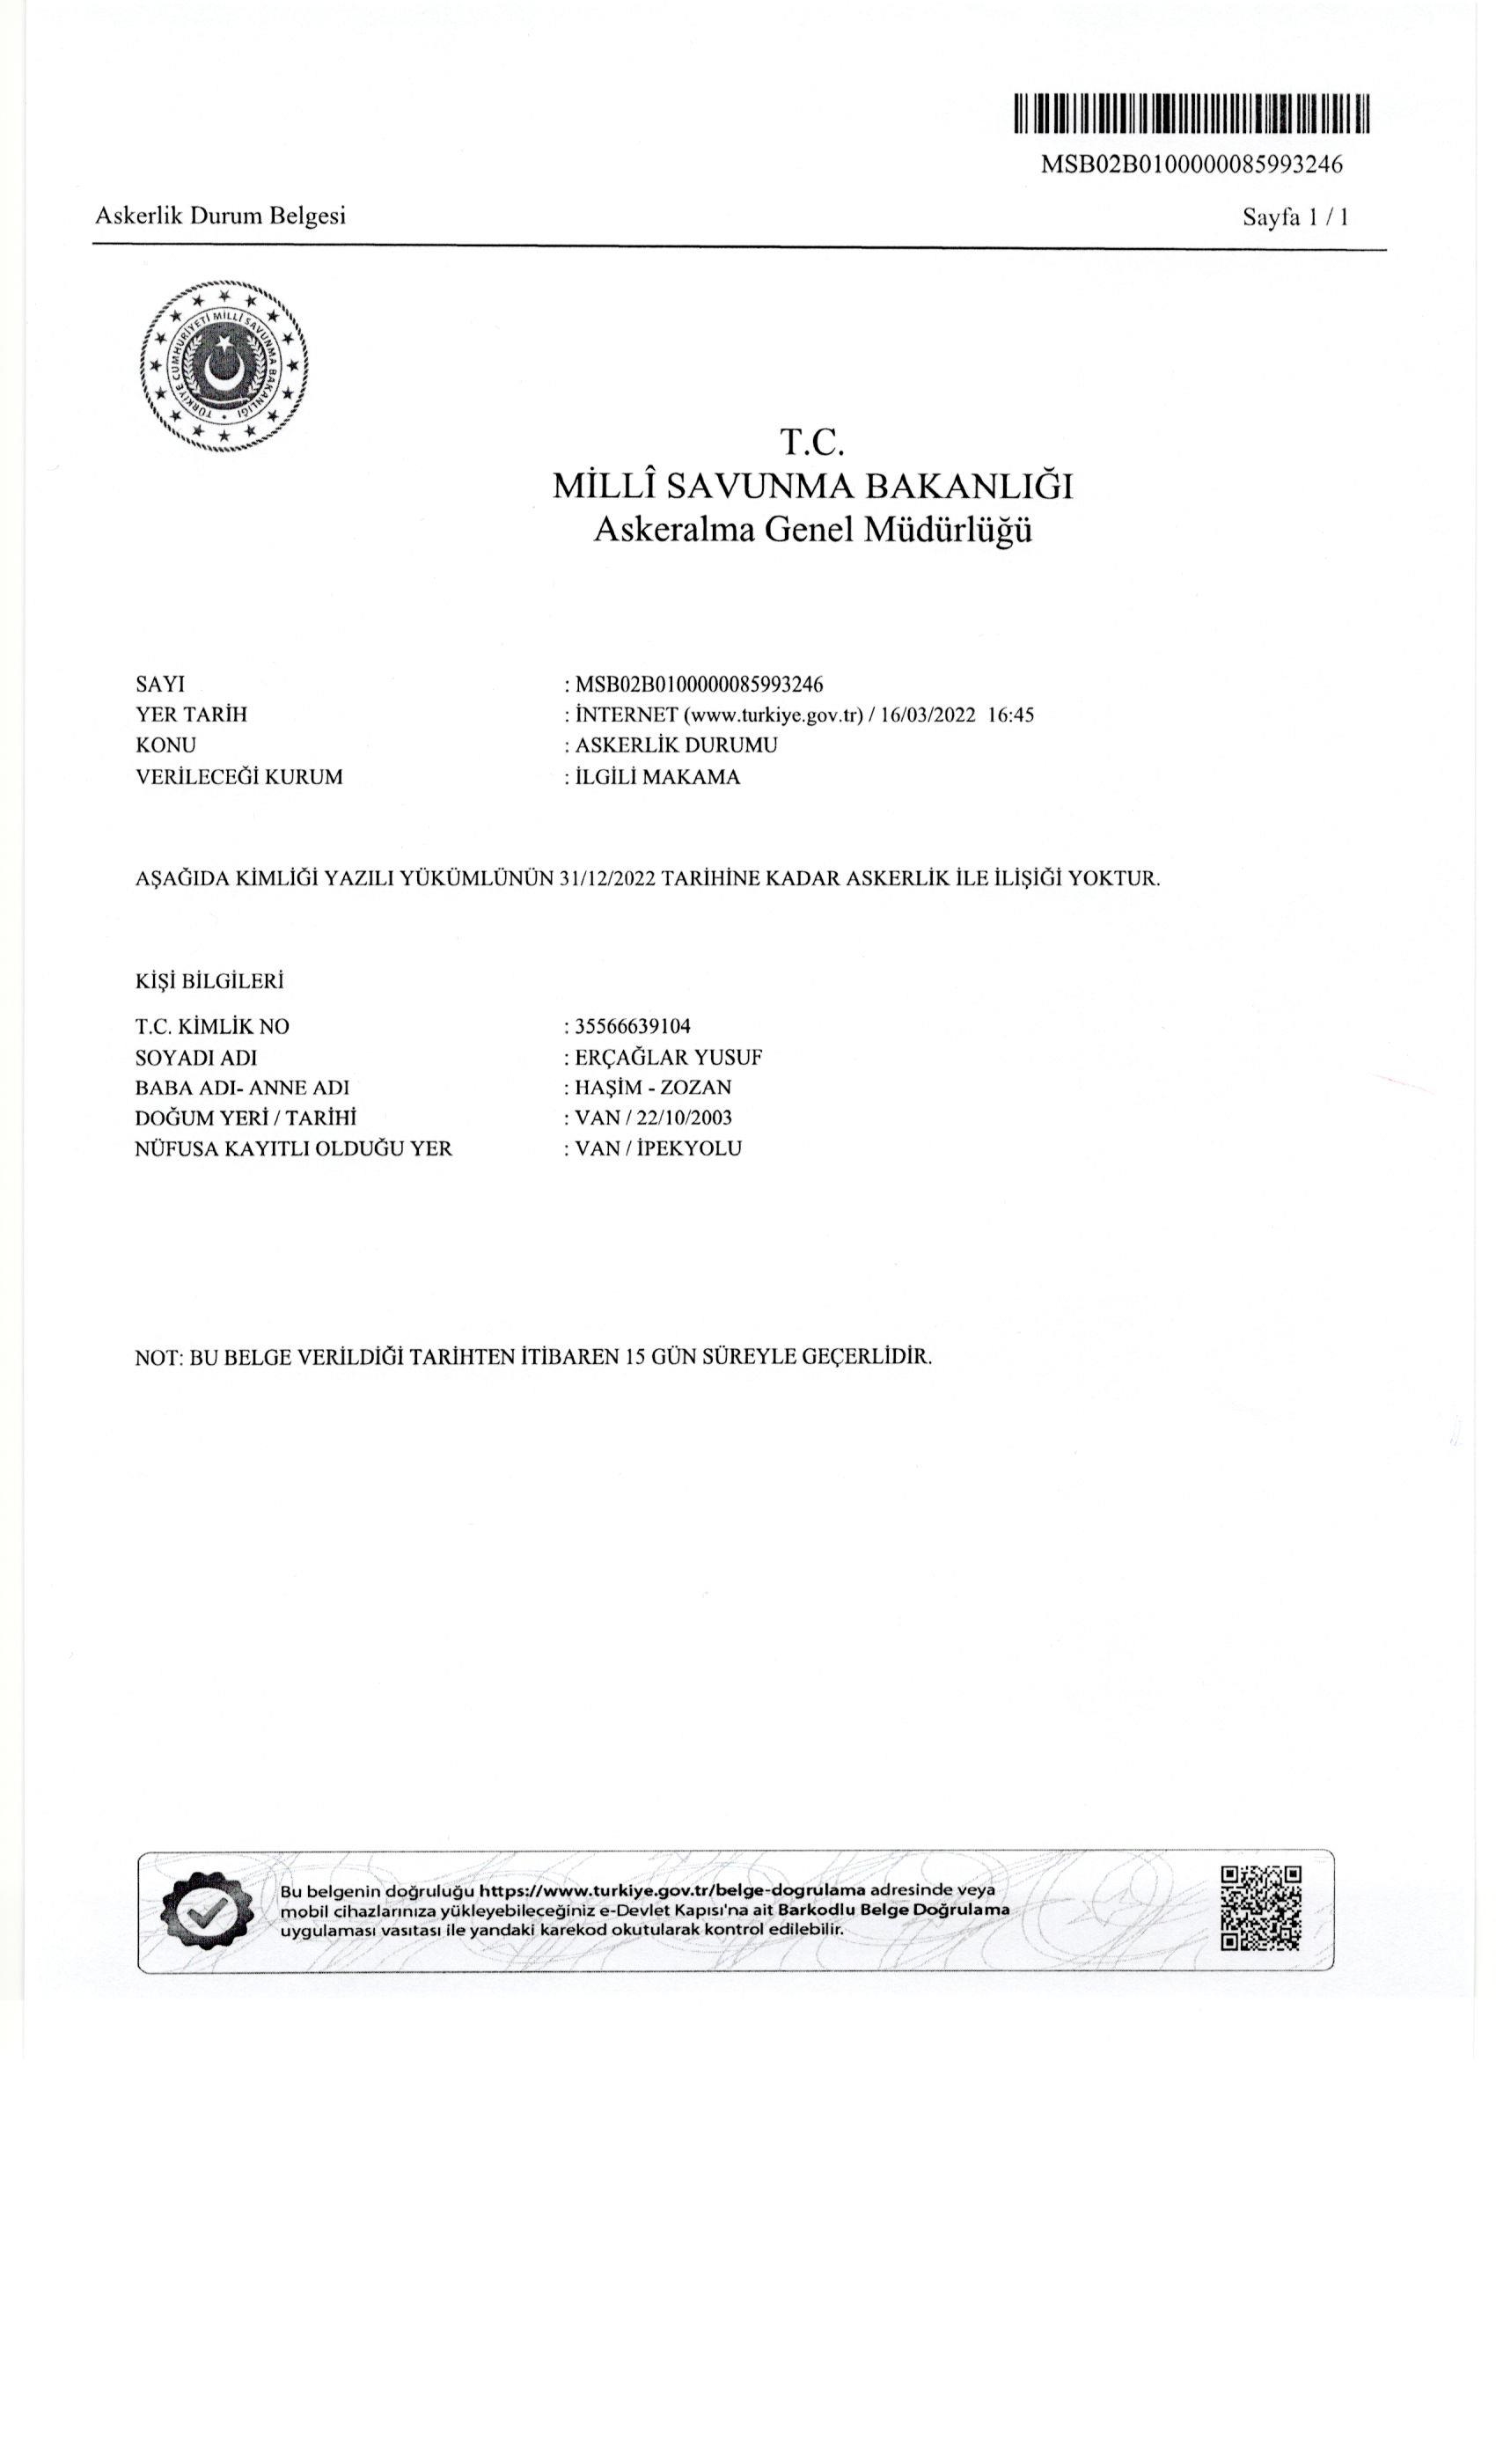 MSB02B0100000085993246
Askerlik Durum Belgesi Sayfa 1 / 1
TÜRKİYE CUMHURİYETİ MİLLİ SAVUNMA BAKANLIĞI
T.C.
MİLLÎ SAVUNMA BAKANLIĞI
Askeralma Genel Müdürlüğü
SAYI : MSB02B0100000085993246
YER TARİH : İNTERNET (www.turkiye.gov.tr) / 16/03/2022 16:45
KONU : ASKERLİK DURUMU
VERİLECEĞİ KURUM : İLGİLİ MAKAMA
AŞAĞIDA KİMLİĞİ YAZILI YÜKÜMLÜNÜN 31/12/2022 TARİHİNE KADAR ASKERLİK İLE İLİŞİĞİ YOKTUR.
KİŞİ BİLGİLERİ
T.C. KİMLİK NO : 35566639104
SOYADI ADI : ERÇAĞLAR YUSUF
BABA ADI- ANNE ADI : HAŞİM - ZOZAN
DOĞUM YERİ / TARİHİ : VAN / 22/10/2003
NÜFUSA KAYITLI OLDUĞU YER : VAN / İPEKYOLU
NOT: BU BELGE VERİLDİĞİ TARİHTEN İTİBAREN 15 GÜN SÜREYLE GEÇERLİDİR.
Bu belgenin doğruluğu https://www.turkiye.gov.tr/belge-dogrulama adresinde veya
mobil cihazlarınıza yükleyebileceğiniz e-Devlet Kapısı'na ait Barkodlu Belge Doğrulama
uygulaması vasıtası ile yandaki karekod okutularak kontrol edilebilir.